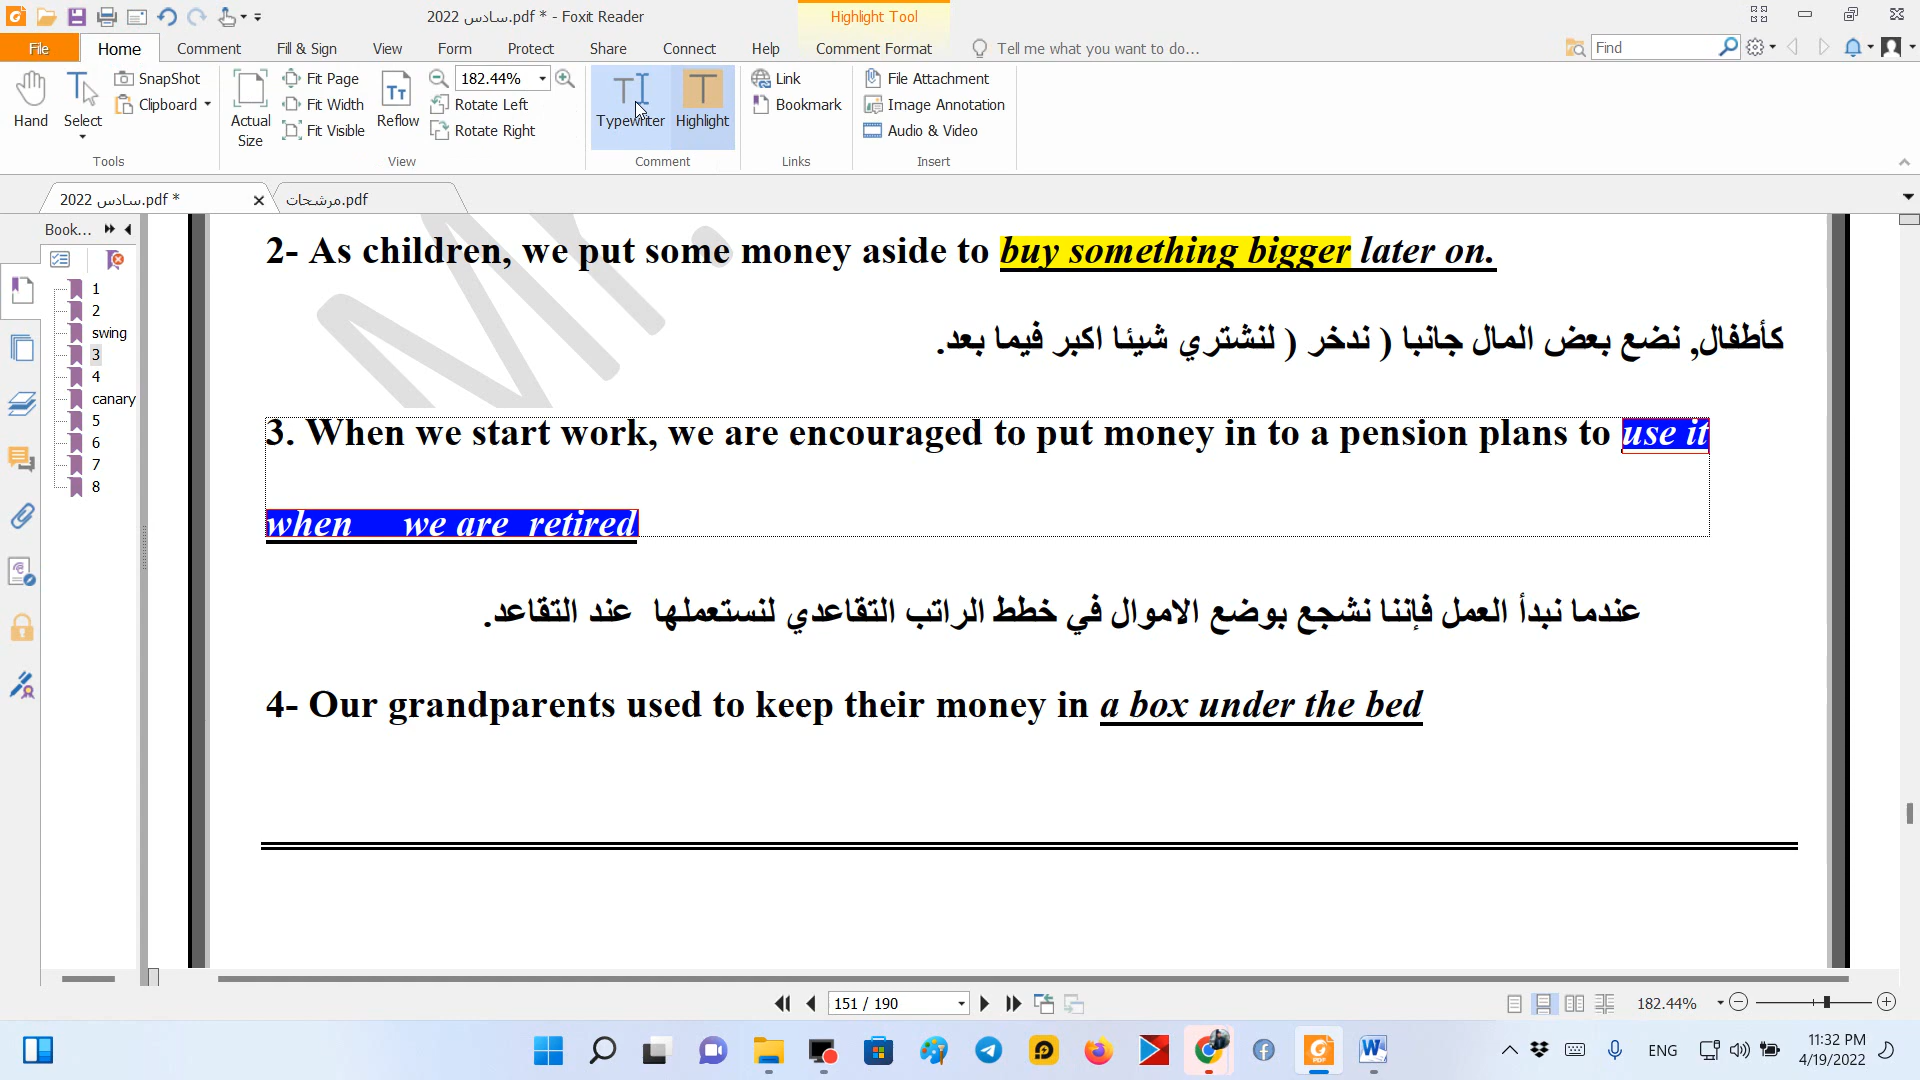 2022 سادس.pdf * - Foxit Reader
Highlight Tool
File Home Comment Fill & Sign View Form Protect Share Connect Help Comment Format Tell me what you want to do... Find
Hand
Select
SnapShot
Clipboard
Tools
Actual Size
Fit Page
Fit Width
Fit Visible
Reflow
182.44%
Rotate Left
Rotate Right
View
Typewriter
Highlight
Comment
Link
Bookmark
Links
File Attachment
Image Annotation
Audio & Video
Insert
2022 سادس.pdf *
مرشحات.pdf
Book...
1
2
swing
3
4
canary
5
6
7
8
Mr.
2- As children, we put some money aside to buy something bigger later on.
كأطفال, نضع بعض المال جانبا ( ندخر ( لنشتري شيئا اكبر فيما بعد.
3. When we start work, we are encouraged to put money in to a pension plans to use it
when we are retired
عندما نبدأ العمل فإننا نشجع بوضع الاموال في خطط الراتب التقاعدي لنستعملها عند التقاعد.
4- Our grandparents used to keep their money in a box under the bed
151 / 190
182.44%
ENG
11:32 PM
4/19/2022